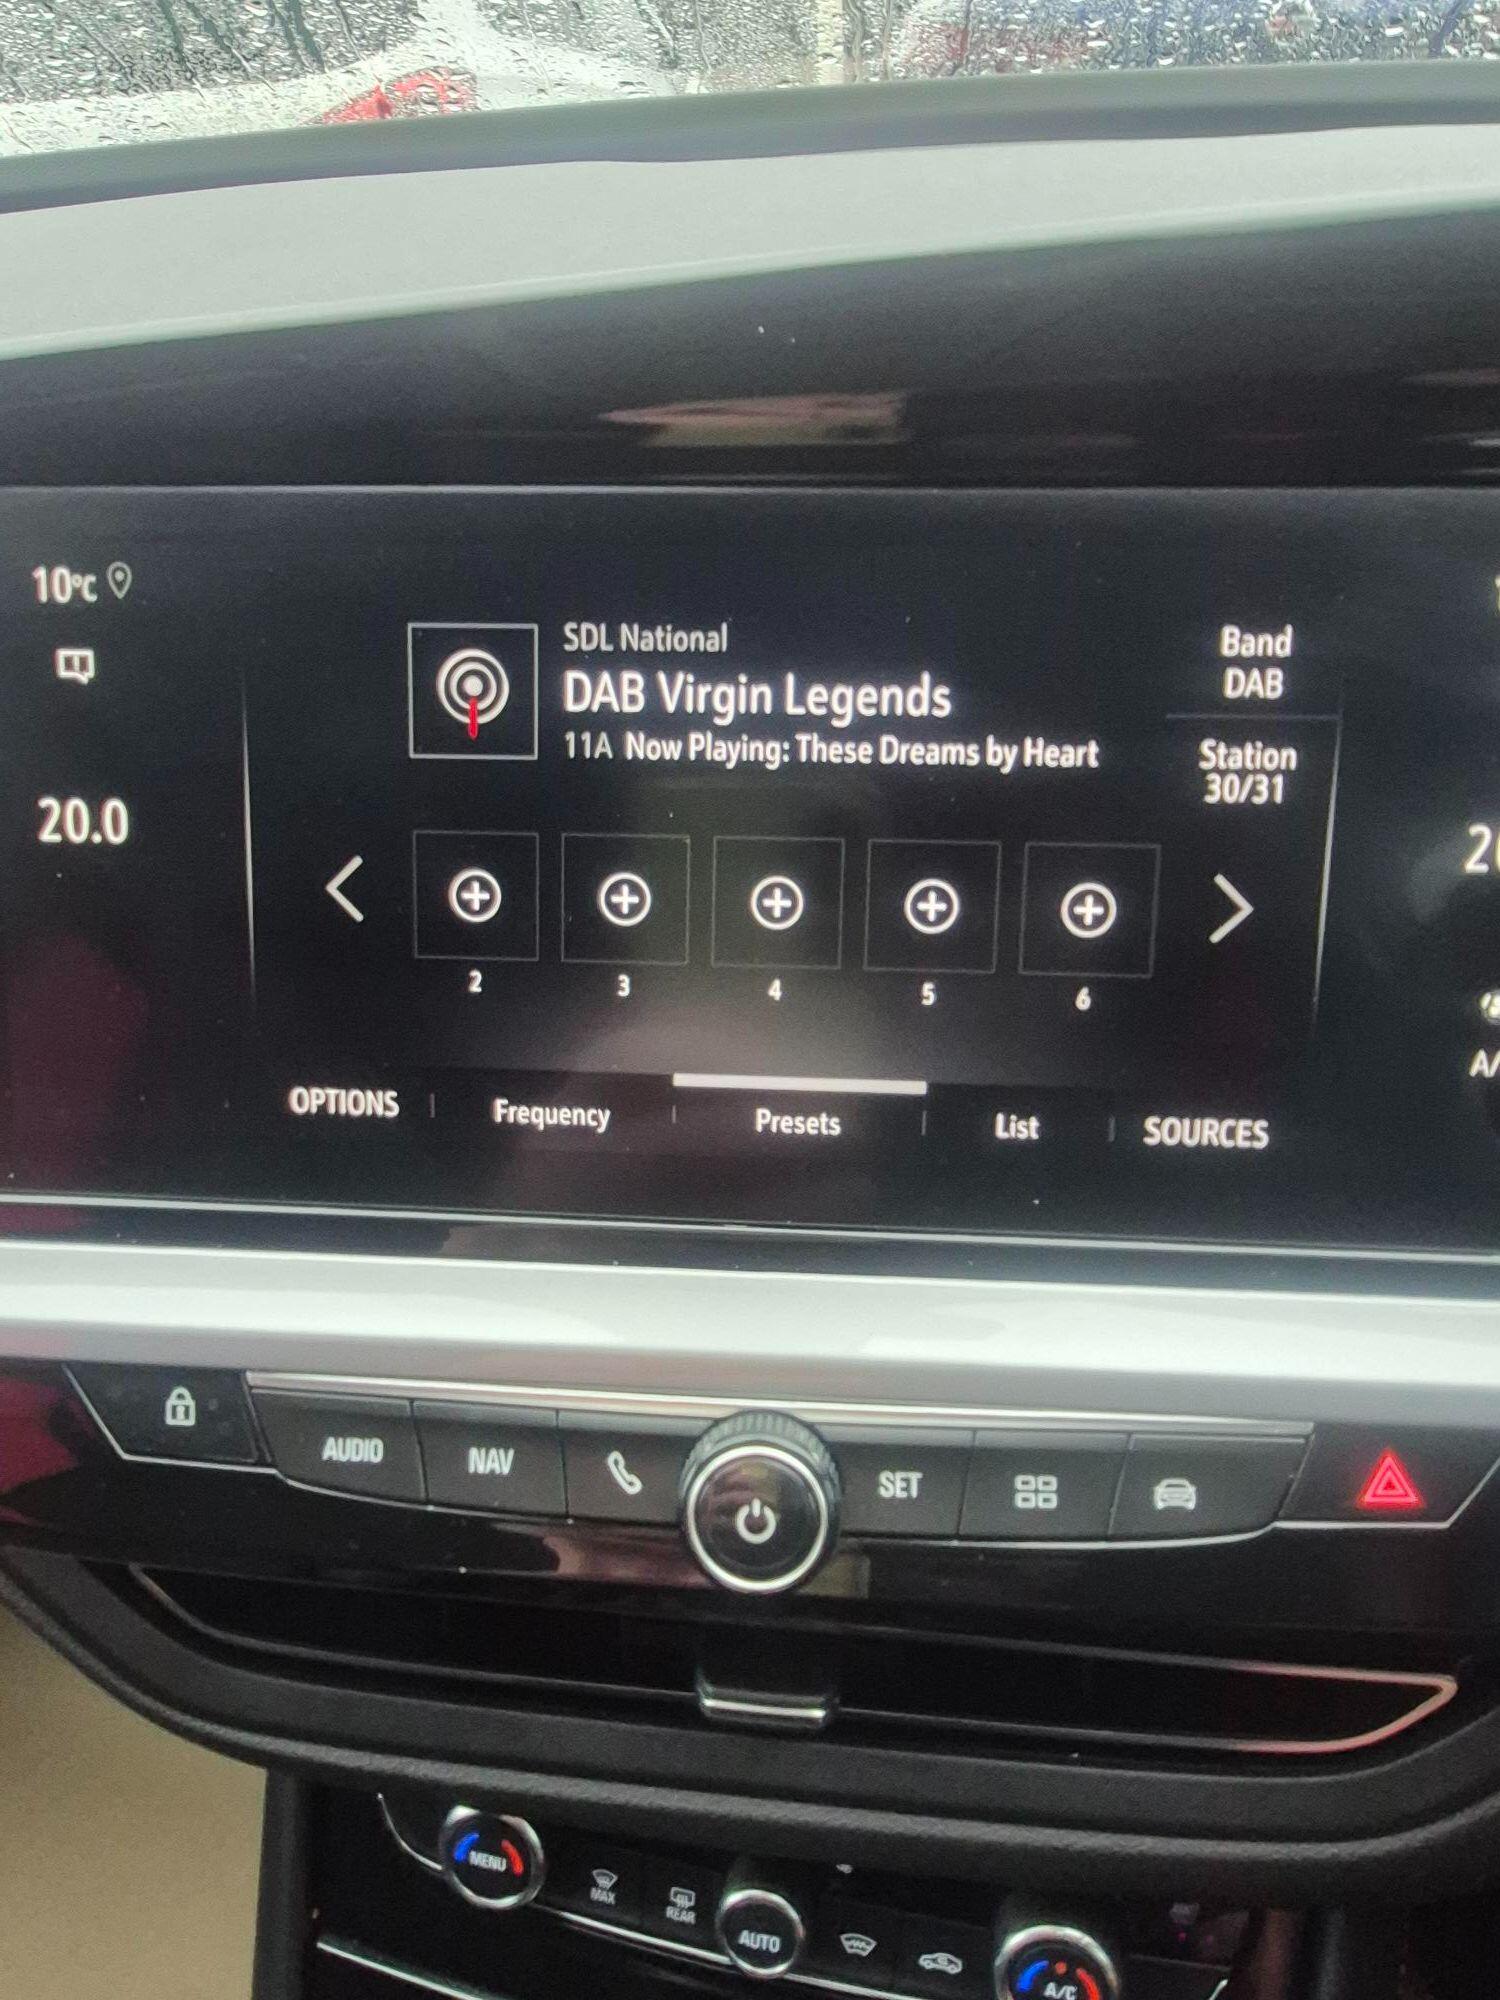 10°C
SDL National
DAB Virgin Legends
11A Now Playing: These Dreams by Heart
Band
DAB
Station
30/31
20.0
2
3
4
5
6
OPTIONS
Frequency
Presets
List
SOURCES
AUDIO
NAV
SET
MENU
MAX
REAR
AUTO
A/C